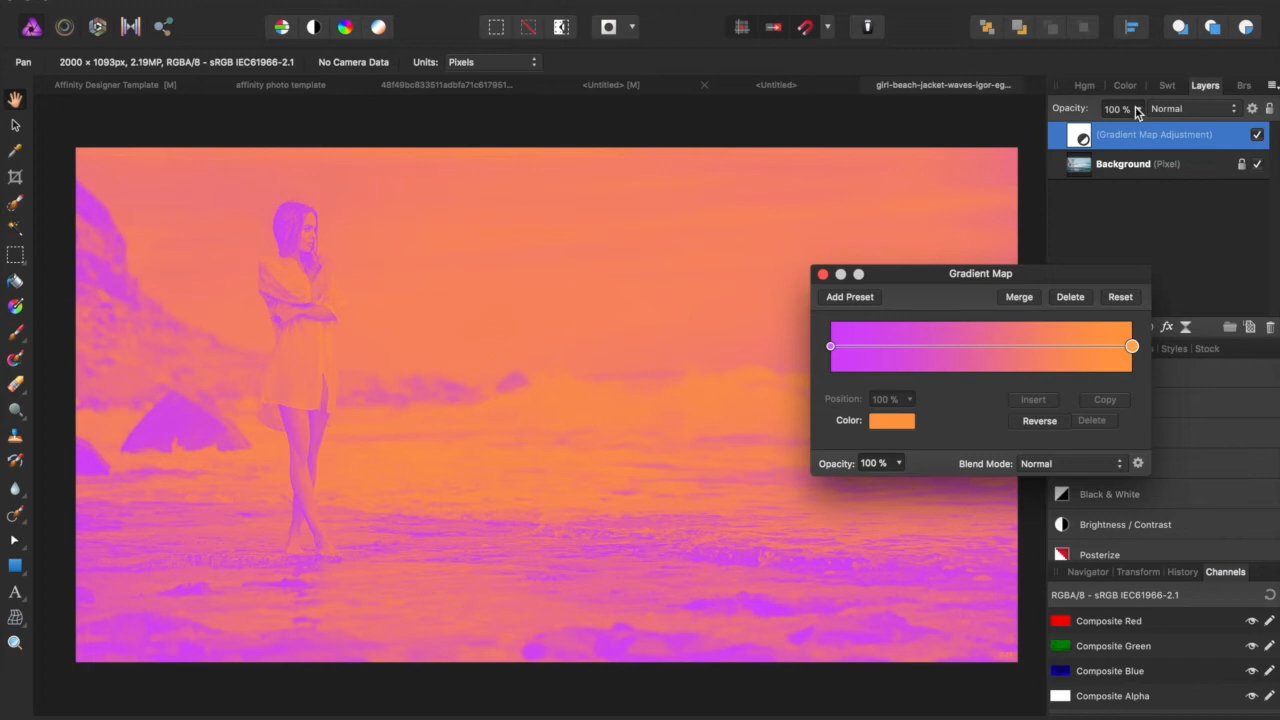 Pan
2000 × 1093px, 2.19MP, RGBA/8 - sRGB IEC61966-2.1
No Camera Data
Units:
Pixels
Affinity Designer Template [M]
affinity photo template
48f49bc833511adbfa71c617951...
<Untitled> [M]
<Untitled>
girl-beach-jacket-waves-igor-eg...
Hgm
Color
Swt
Layers
Brs
Opacity:
100 %
Normal
(Gradient Map Adjustment)
Background (Pixel)
Gradient Map
Add Preset
Merge
Delete
Reset
Position:
100 %
Insert
Copy
Color:
Reverse
Delete
Opacity:
100 %
Blend Mode:
Normal
fx
Styles
Stock
Black & White
Brightness / Contrast
Posterize
Navigator
Transform
History
Channels
RGBA/8 - sRGB IEC61966-2.1
Composite Red
Composite Green
Composite Blue
Composite Alpha